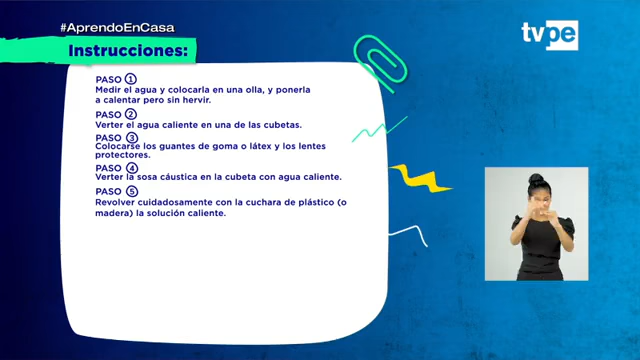 #AprendoEnCasa
tvpe
Instrucciones:
PASO 1
Medir el agua y colocarla en una olla, y ponerla
a calentar pero sin hervir.
PASO 2
Verter el agua caliente en una de las cubetas.
PASO 3
Colocarse los guantes de goma o látex y los lentes
protectores.
PASO 4
Verter la sosa cáustica en la cubeta con agua caliente.
PASO 5
Revolver cuidadosamente con la cuchara de plástico (o
madera) la solución caliente.